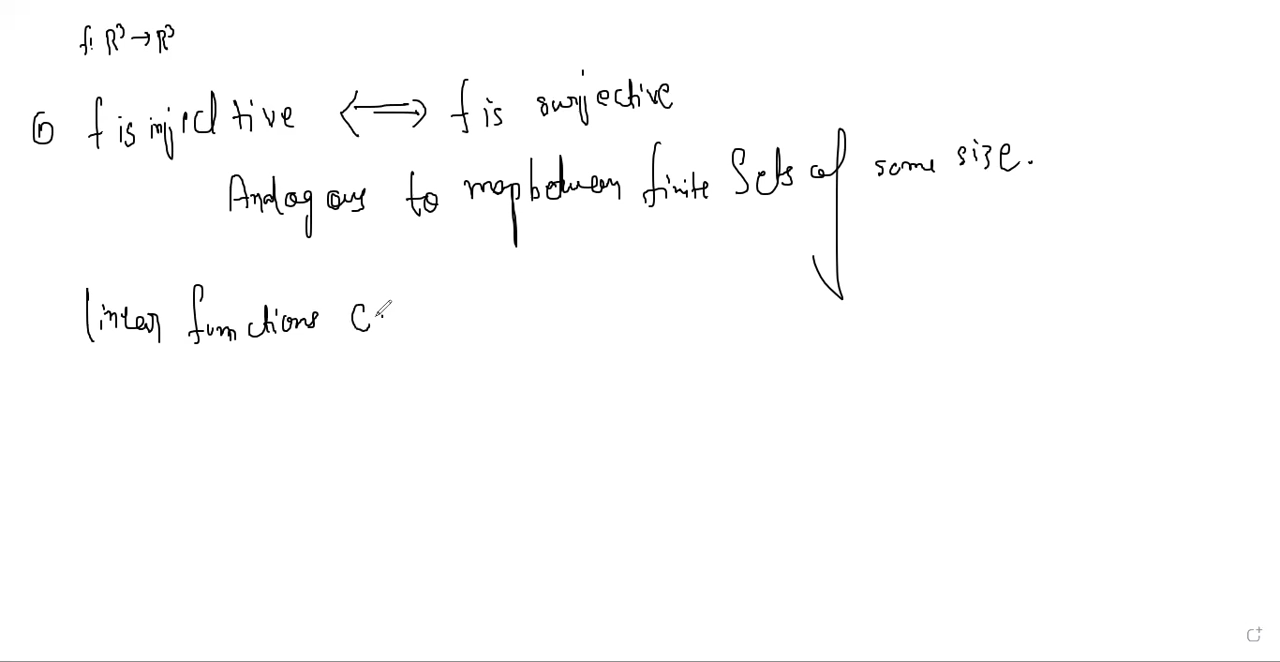 f: R³ → R³
① f is injective ⟺ f is surjective
Analogous to map between finite Sets of same size.
linear functions C